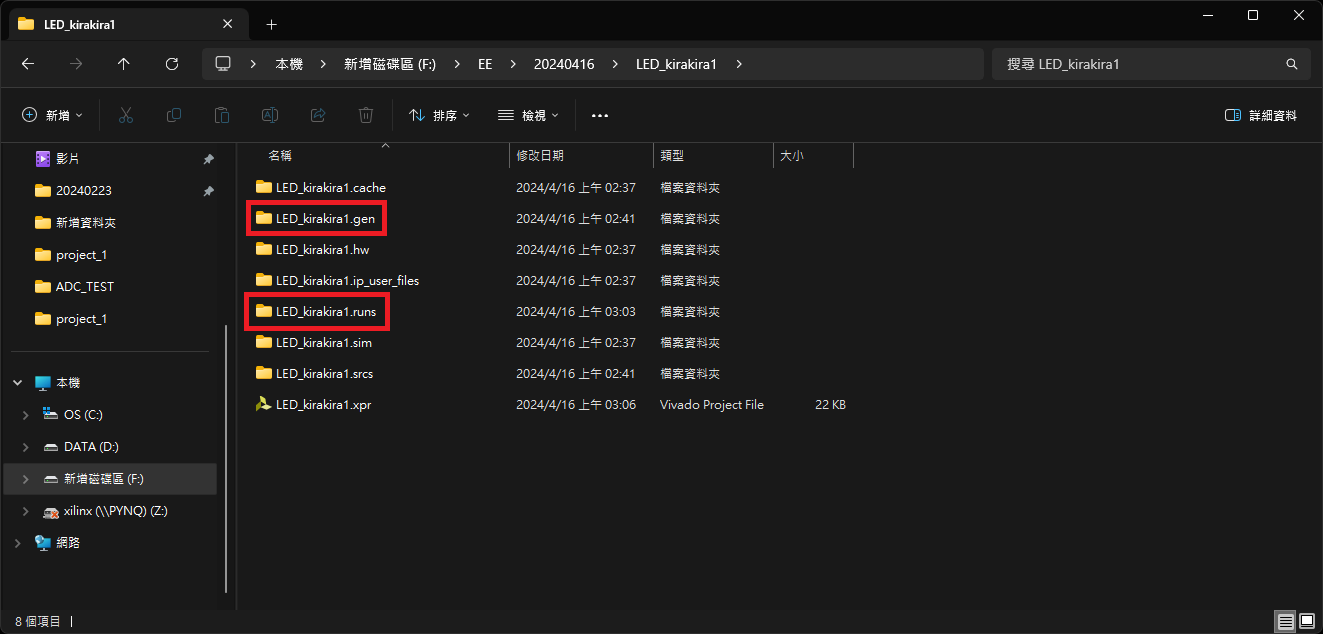 LED_kirakira1
本機 新增磁碟區 (F:) EE 20240416 LED_kirakira1
搜尋 LED_kirakira1
新增 排序 檢視 詳細資料
影片
20240223
新增資料夾
project_1
ADC_TEST
project_1
本機
OS (C:)
DATA (D:)
新增磁碟區 (F:)
xilinx (\\PYNQ) (Z:)
網路
名稱 修改日期 類型 大小
LED_kirakira1.cache 2024/4/16 上午 02:37 檔案資料夾
LED_kirakira1.gen 2024/4/16 上午 02:41 檔案資料夾
LED_kirakira1.hw 2024/4/16 上午 02:37 檔案資料夾
LED_kirakira1.ip_user_files 2024/4/16 上午 02:37 檔案資料夾
LED_kirakira1.runs 2024/4/16 上午 03:03 檔案資料夾
LED_kirakira1.sim 2024/4/16 上午 02:37 檔案資料夾
LED_kirakira1.srcs 2024/4/16 上午 02:41 檔案資料夾
LED_kirakira1.xpr 2024/4/16 上午 03:06 Vivado Project File 22 KB
8 個項目